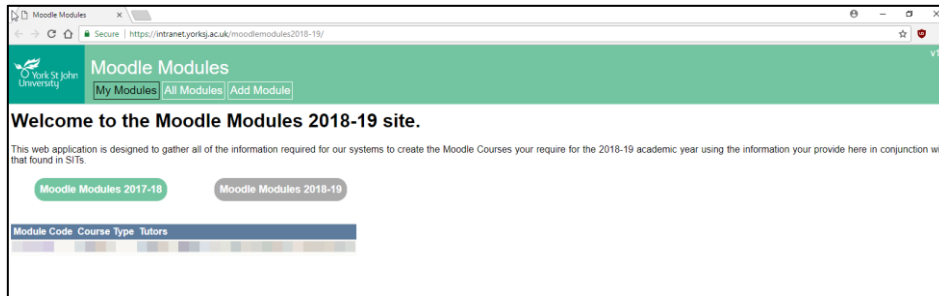 Moodle Modules
Secure | https://intranet.yorksj.ac.uk/moodlemodules2018-19/
York St John
University
Moodle Modules
v1
My Modules All Modules Add Module
Welcome to the Moodle Modules 2018-19 site.
This web application is designed to gather all of the information required for our systems to create the Moodle Courses your require for the 2018-19 academic year using the information your provide here in conjunction wi
that found in SITs.
Moodle Modules 2017-18 Moodle Modules 2018-19
Module Code Course Type Tutors